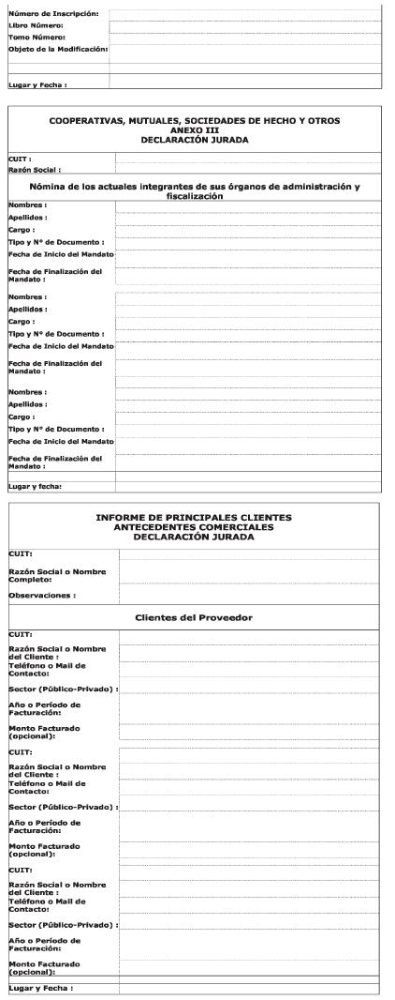 Número de Inscripción:
Libro Número:
Tomo Número:
Objeto de la Modificación:
Lugar y Fecha :
COOPERATIVAS, MUTUALES, SOCIEDADES DE HECHO Y OTROS
ANEXO III
DECLARACIÓN JURADA
CUIT :
Razón Social :
Nómina de los actuales integrantes de sus órganos de administración y
fiscalización
Nombres :
Apellidos :
Cargo :
Tipo y N° de Documento :
Fecha de Inicio del Mandato
Fecha de Finalización del
Mandato :
Nombres :
Apellidos :
Cargo :
Tipo y N° de Documento :
Fecha de Inicio del Mandato
Fecha de Finalización del
Mandato :
Nombres :
Apellidos :
Cargo :
Tipo y N° de Documento :
Fecha de Inicio del Mandato
Fecha de Finalización del
Mandato :
Lugar y fecha:
INFORME DE PRINCIPALES CLIENTES
ANTECEDENTES COMERCIALES
DECLARACIÓN JURADA
CUIT:
Razón Social o Nombre
Completo:
Observaciones :
Clientes del Proveedor
CUIT:
Razón Social o Nombre
del Cliente :
Teléfono o Mail de
Contacto:
Sector (Público-Privado) :
Año o Período de
Facturación:
Monto Facturado
(opcional):
CUIT:
Razón Social o Nombre
del Cliente :
Teléfono o Mail de
Contacto:
Sector (Público-Privado) :
Año o Período de
Facturación:
Monto Facturado
(opcional):
CUIT:
Razón Social o Nombre
del Cliente :
Teléfono o Mail de
Contacto:
Sector (Público-Privado) :
Año o Período de
Facturación:
Monto Facturado
(opcional):
Lugar y Fecha :